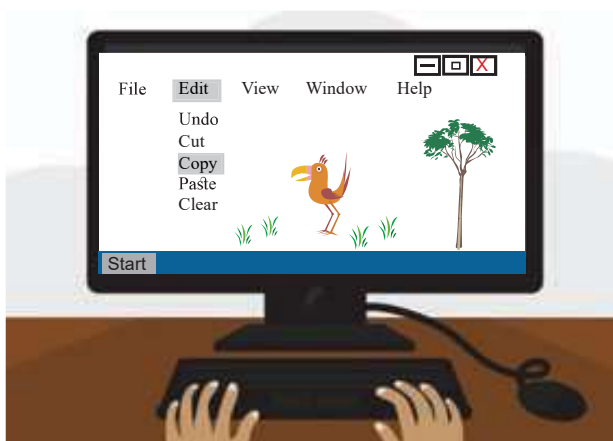 File Edit View Window Help
Undo
Cut
Copy
Paste
Clear
Start